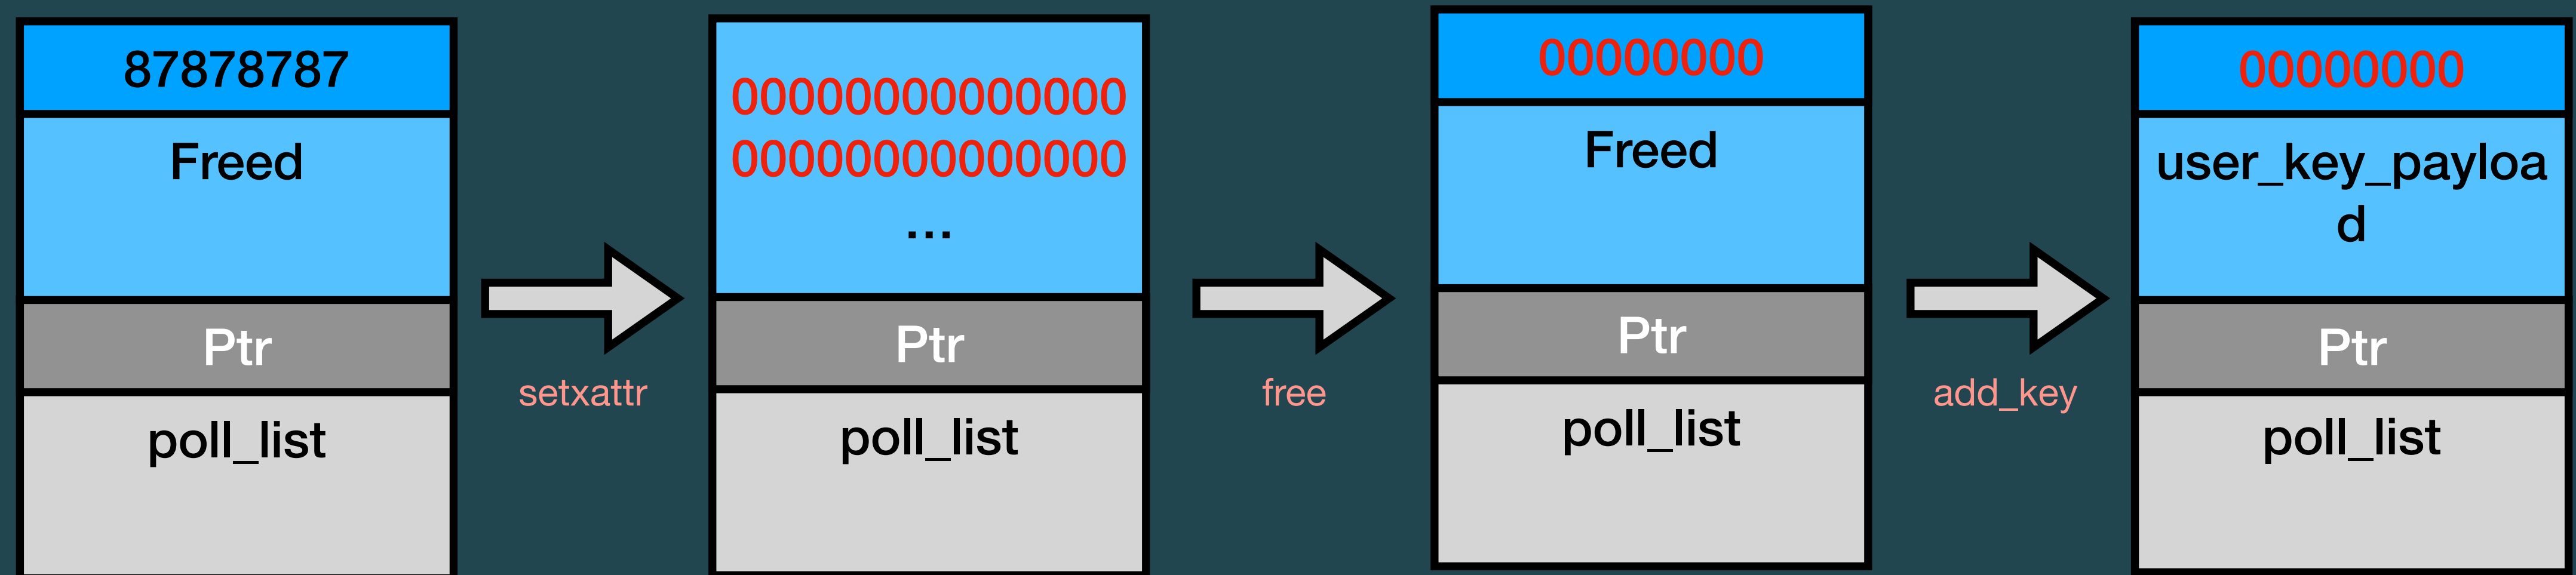 87878787
Freed
Ptr
poll_list
setxattr
00000000000000
00000000000000
...
Ptr
poll_list
free
00000000
Freed
Ptr
poll_list
add_key
00000000
user_key_payloa
d
Ptr
poll_list